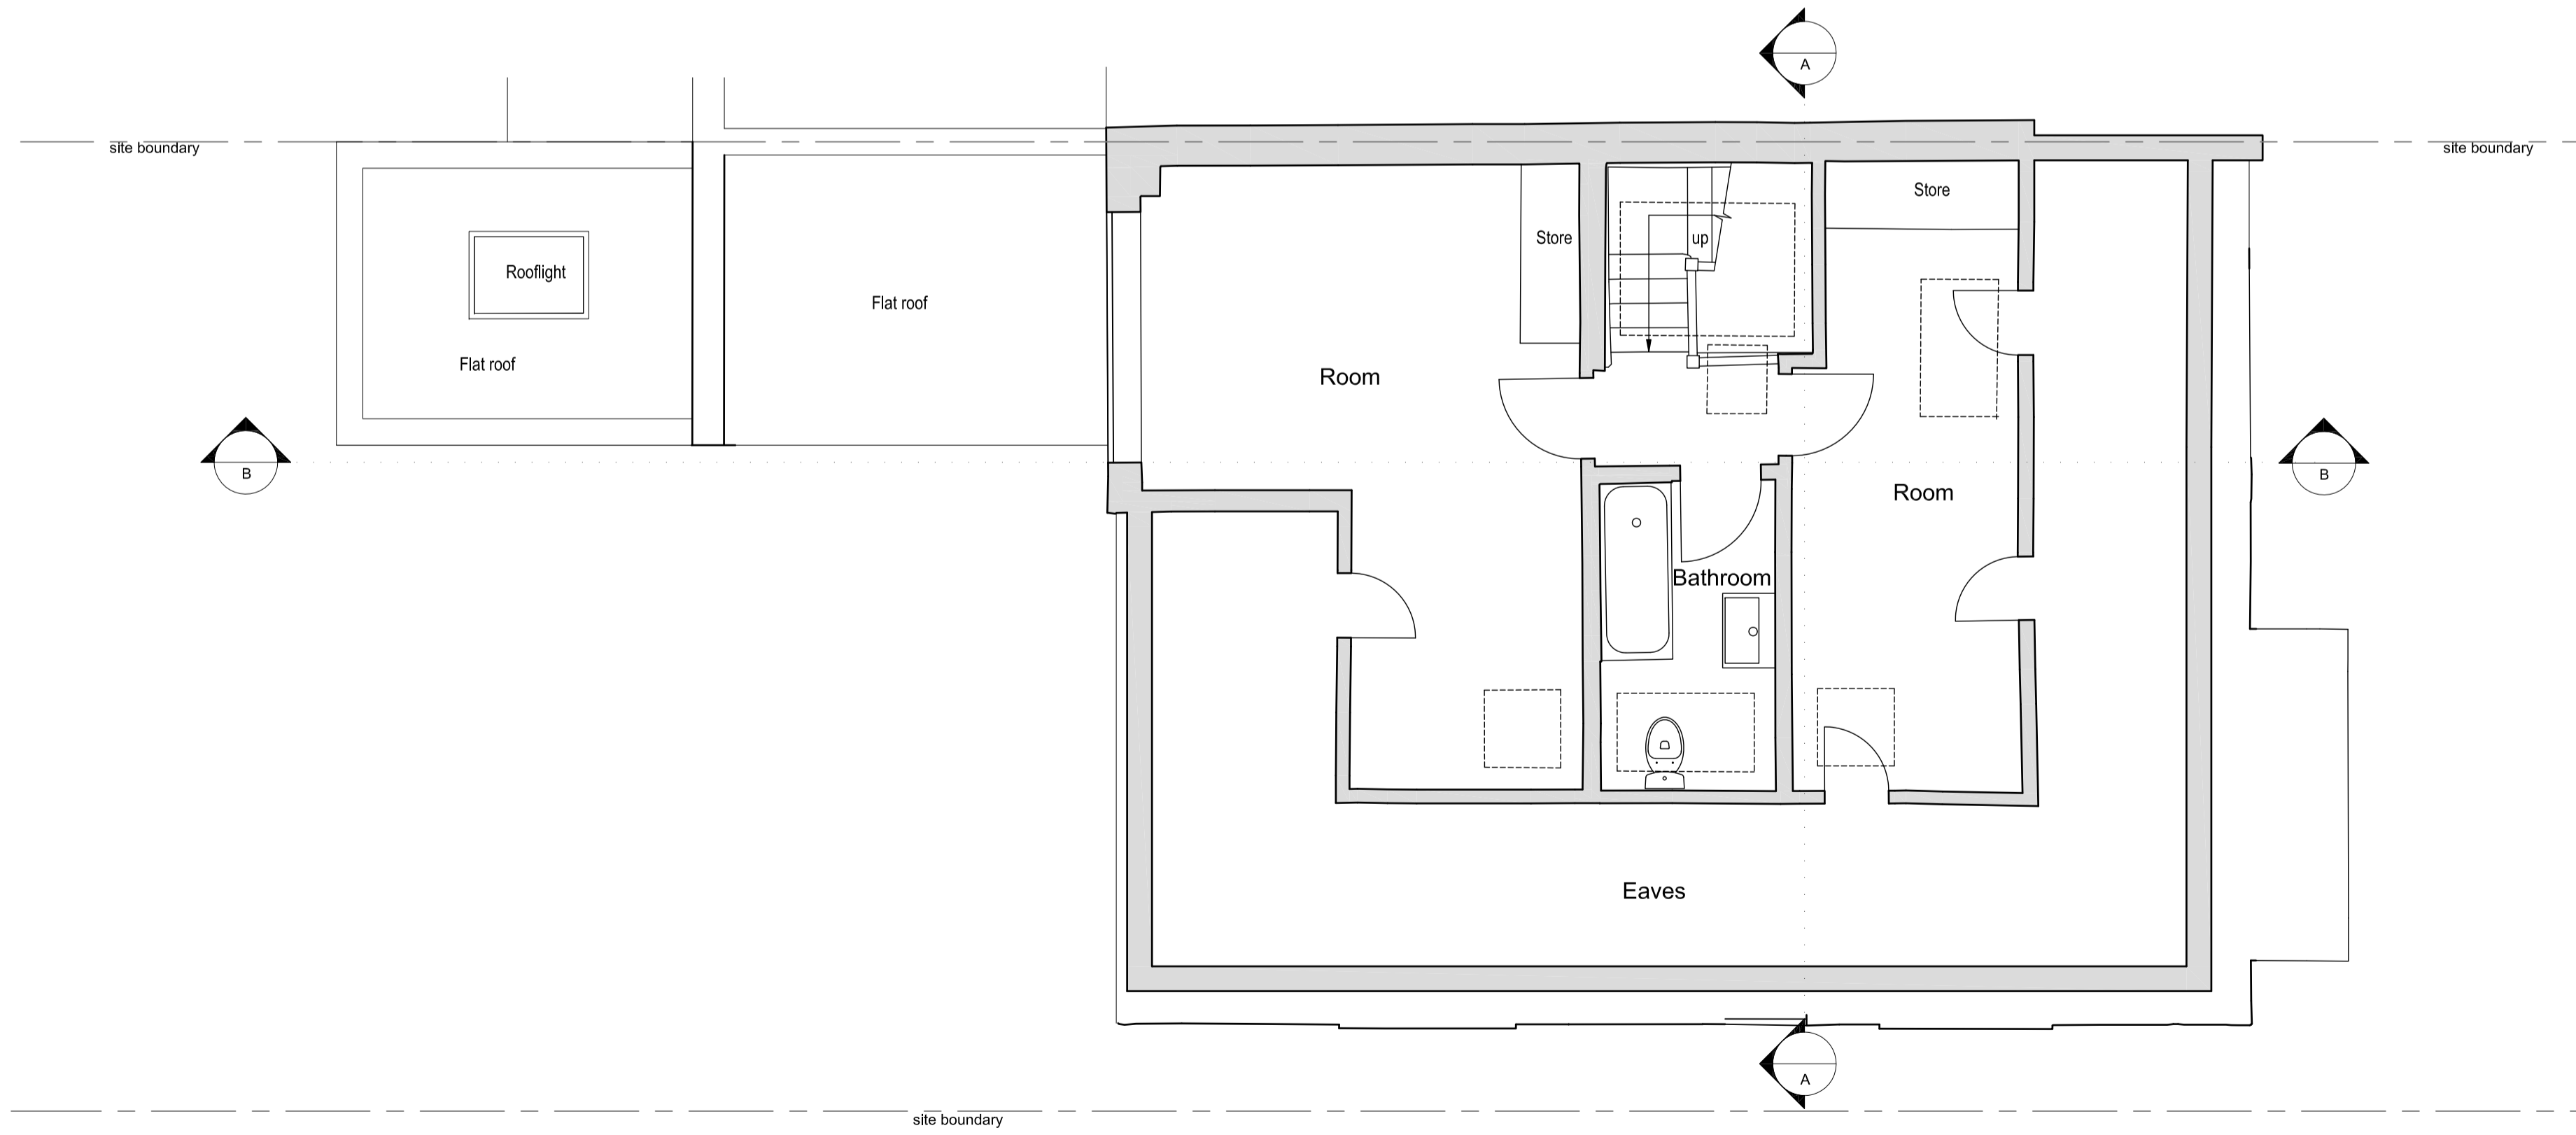 A
site boundary
site boundary
Store
Store
up
Rooflight
Flat roof
Flat roof
Room
B
B
Room
Bathroom
Eaves
A
site boundary